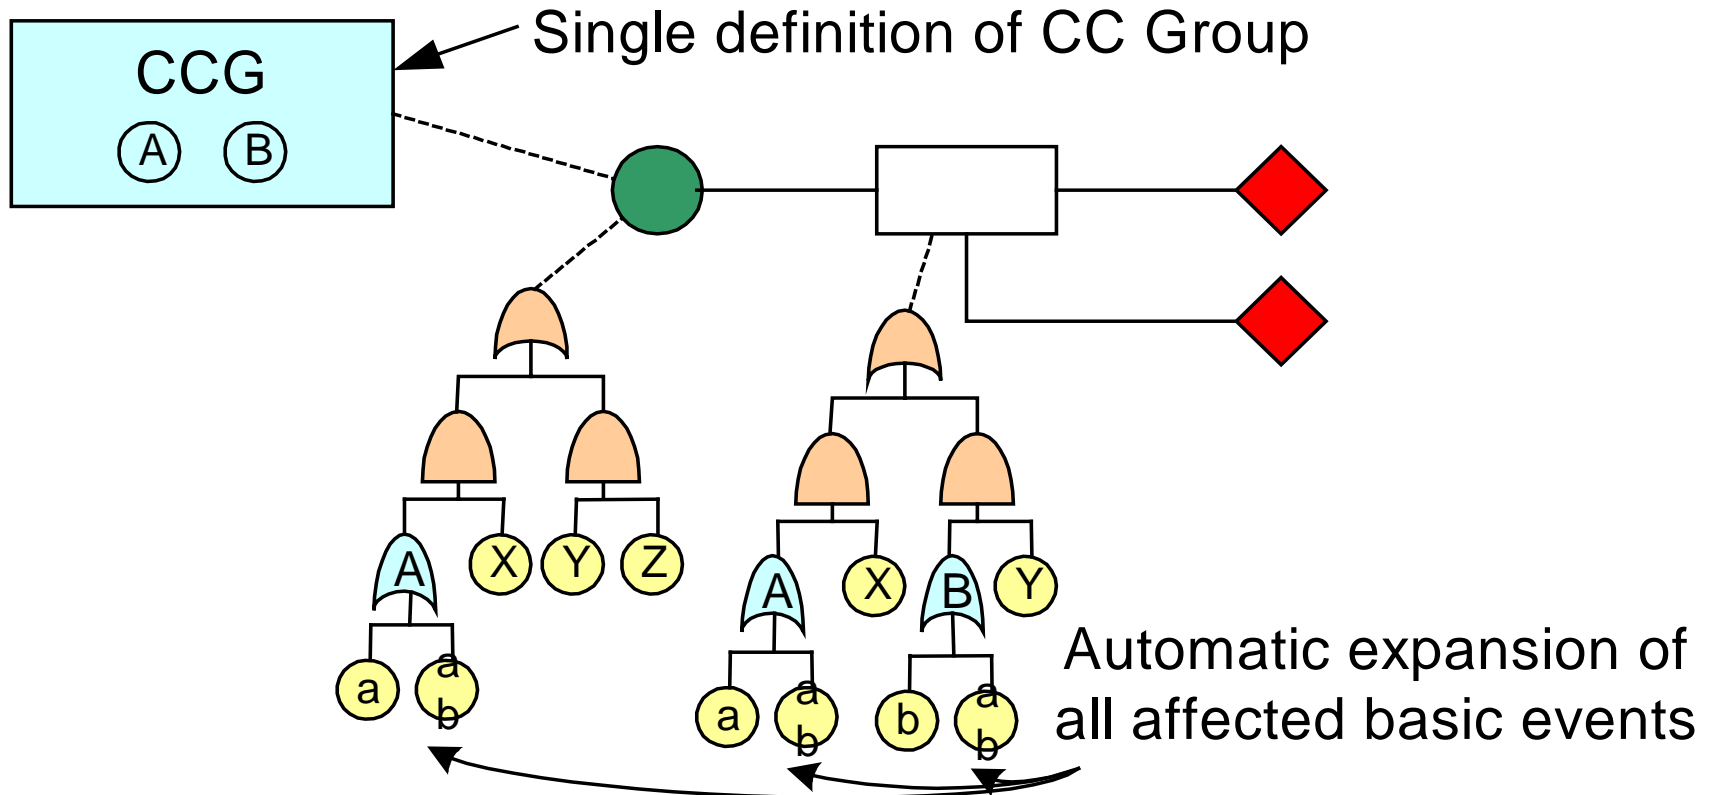 Single definition of CC Group
CCG
A B
A X Y Z
A X B Y
a a
b
a a
b
b a
b
Automatic expansion of
all affected basic events